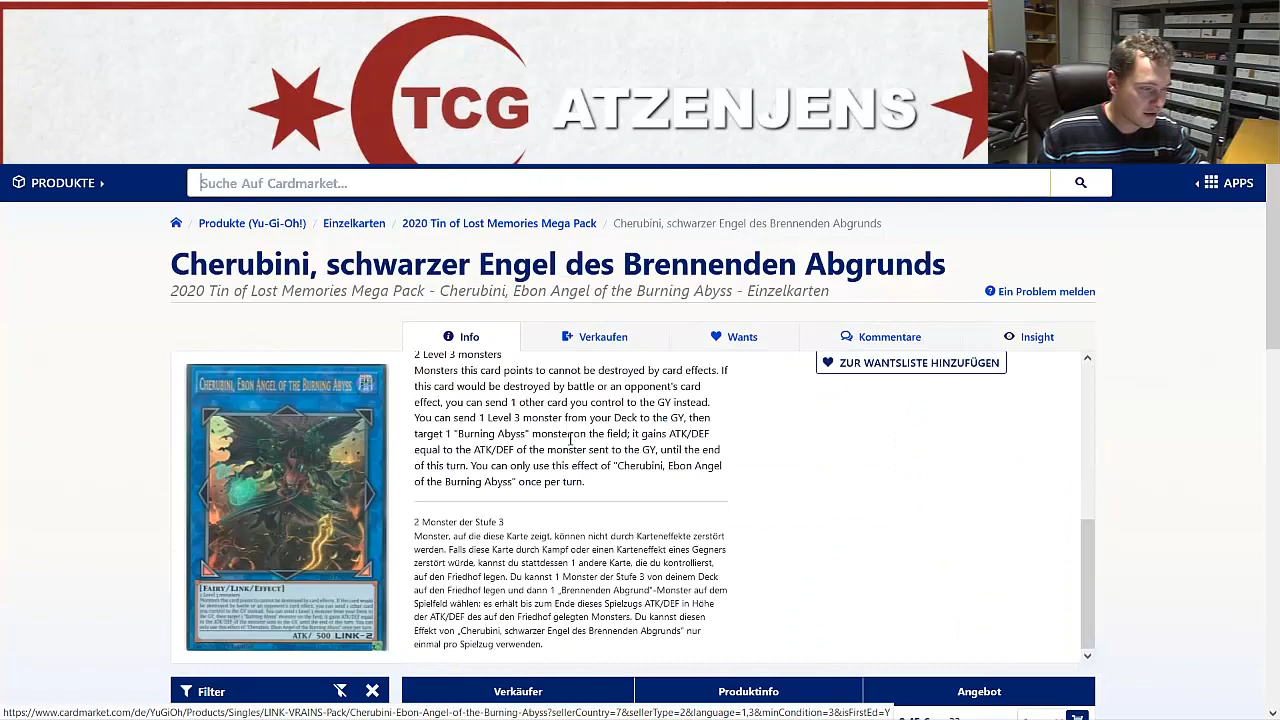 TCG ATZENJENS
PRODUKTE
Suche Auf Cardmarket...
APPS
Produkte (Yu-Gi-Oh!) / Einzelkarten / 2020 Tin of Lost Memories Mega Pack / Cherubini, schwarzer Engel des Brennenden Abgrunds
Cherubini, schwarzer Engel des Brennenden Abgrunds
2020 Tin of Lost Memories Mega Pack - Cherubini, Ebon Angel of the Burning Abyss - Einzelkarten
Ein Problem melden
Info
Verkaufen
Wants
Kommentare
Insight
2 Level 3 monsters
Monsters this card points to cannot be destroyed by card effects. If
this card would be destroyed by battle or an opponent's card
effect, you can send 1 other card you control to the GY instead.
You can send 1 Level 3 monster from your Deck to the GY, then
target 1 "Burning Abyss" monster on the field; it gains ATK/DEF
equal to the ATK/DEF of the monster sent to the GY, until the end
of this turn. You can only use this effect of "Cherubini, Ebon Angel
of the Burning Abyss" once per turn.
ZUR WANTSLISTE HINZUFÜGEN
2 Monster der Stufe 3
Monster, auf die diese Karte zeigt, können nicht durch Karteneffekte zerstört
werden. Falls diese Karte durch Kampf oder einen Karteneffekt eines Gegners
zerstört würde, kannst du stattdessen 1 andere Karte, die du kontrollierst,
auf den Friedhof legen. Du kannst 1 Monster der Stufe 3 von deinem Deck
auf den Friedhof legen und dann 1 „Brennenden Abgrund“-Monster auf dem
Spielfeld wählen; es erhält bis zum Ende dieses Spielzugs ATK/DEF in Höhe
der ATK/DEF des auf den Friedhof gelegten Monsters. Du kannst diesen
Effekt von „Cherubini, schwarzer Engel des Brennenden Abgrunds“ nur
einmal pro Spielzug verwenden.
CHERUBINI, EBON ANGEL OF THE BURNING ABYSS
[FAIRY/LINK/EFFECT]
2 Level 3 monsters
ATK/ 500 LINK-2
Filter
Verkäufer
Produktinfo
Angebot
https://www.cardmarket.com/de/YuGiOh/Products/Singles/LINK-VRAINS-Pack/Cherubini-Ebon-Angel-of-the-Burning-Abyss?sellerCountry=7&sellerType=2&language=1,3&minCondition=3&isFirstEd=Y